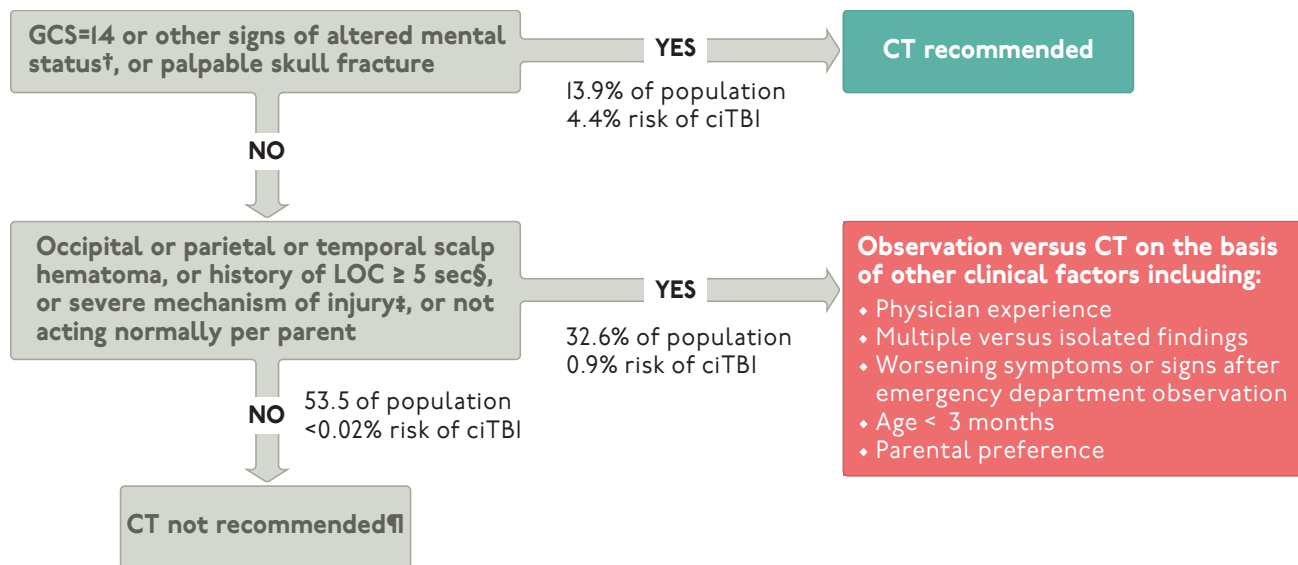 GCS=14 or other signs of altered mental
status†, or palpable skull fracture
YES
13.9% of population
4.4% risk of ciTBI
CT recommended
NO
Occipital or parietal or temporal scalp
hematoma, or history of LOC ≥ 5 sec§,
or severe mechanism of injury‡, or not
acting normally per parent
YES
32.6% of population
0.9% risk of ciTBI
Observation versus CT on the basis
of other clinical factors including:
⬩ Physician experience
⬩ Multiple versus isolated findings
⬩ Worsening symptoms or signs after
emergency department observation
⬩ Age < 3 months
⬩ Parental preference
NO
53.5 of population
<0.02% risk of ciTBI
CT not recommended¶